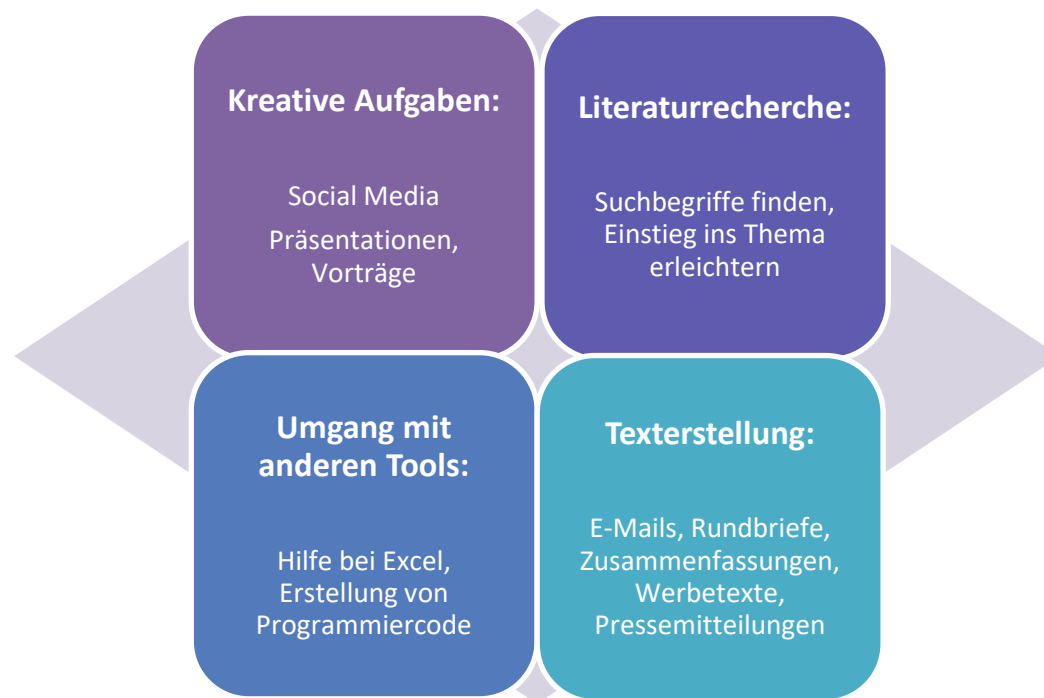 Kreative Aufgaben:
Social Media
Präsentationen,
Vorträge
Literaturrecherche:
Suchbegriffe finden,
Einstieg ins Thema
erleichtern
Umgang mit
anderen Tools:
Hilfe bei Excel,
Erstellung von
Programmiercode
Texterstellung:
E-Mails, Rundbriefe,
Zusammenfassungen,
Werbetexte,
Pressemitteilungen